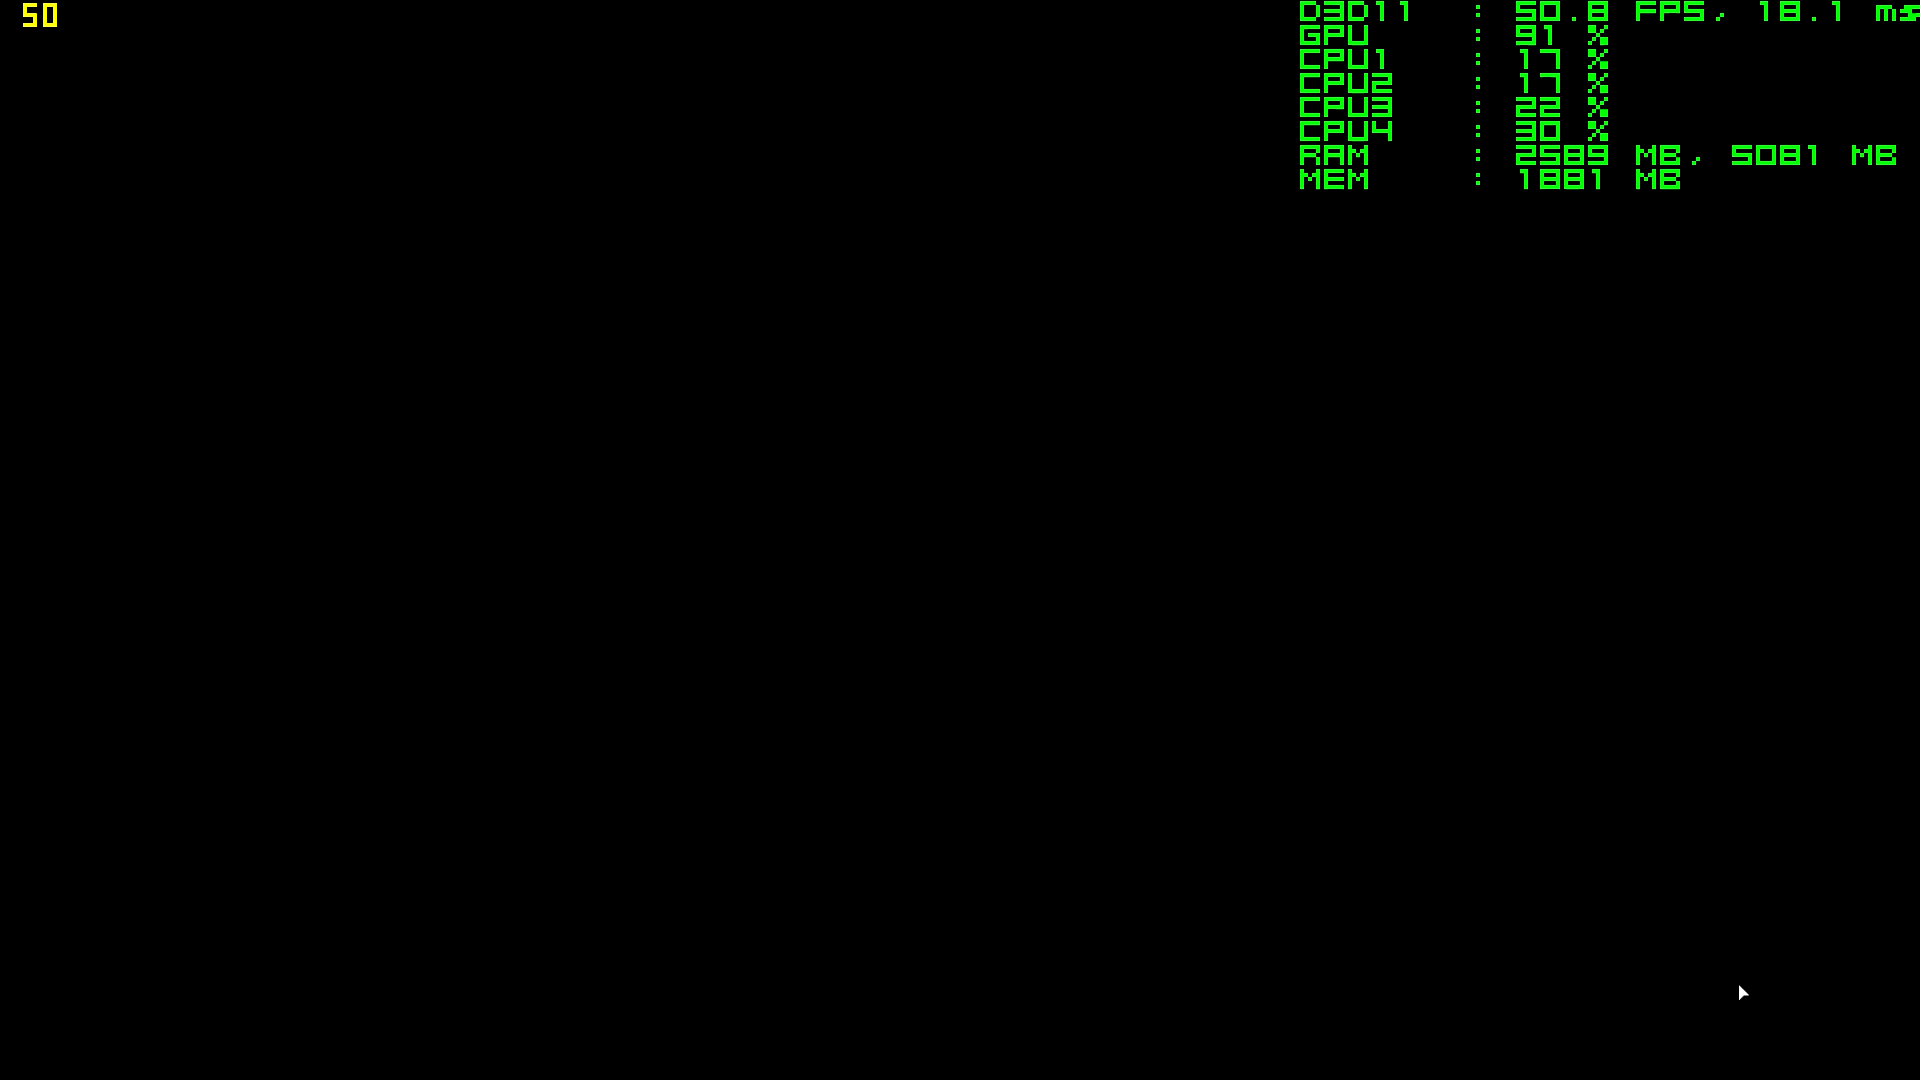 50
D3D11 : 50.8 FPS, 18.1 ms
GPU : 91 %
CPU1 : 17 %
CPU2 : 17 %
CPU3 : 22 %
CPU4 : 30 %
RAM : 2589 MB, 5081 MB
MEM : 1881 MB